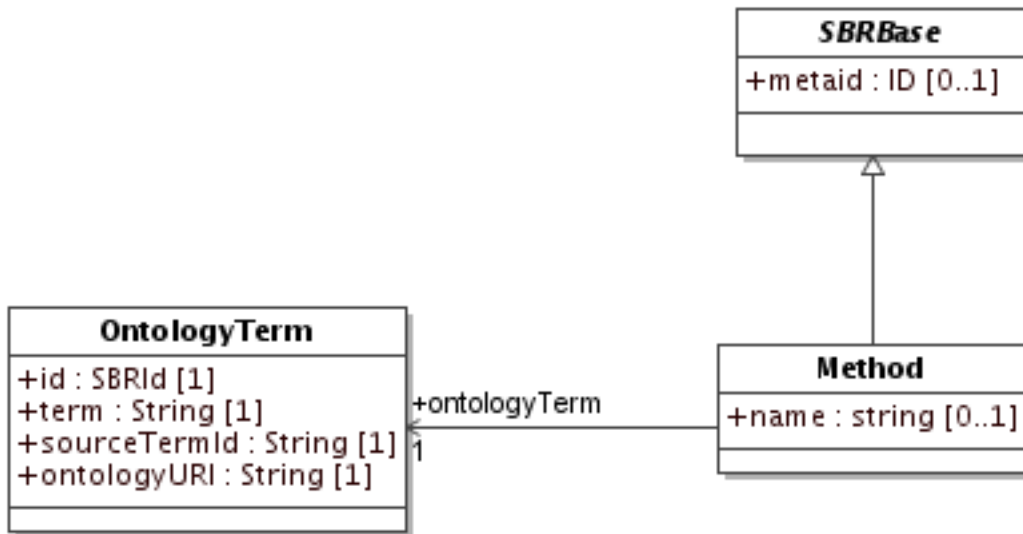 SBRBase
+metaid : ID [0..1]
OntologyTerm
+id : SBRId [1]
+term : String [1]
+sourceTermId : String [1]
+ontologyURI : String [1]
+ontologyTerm
1
Method
+name : string [0..1]